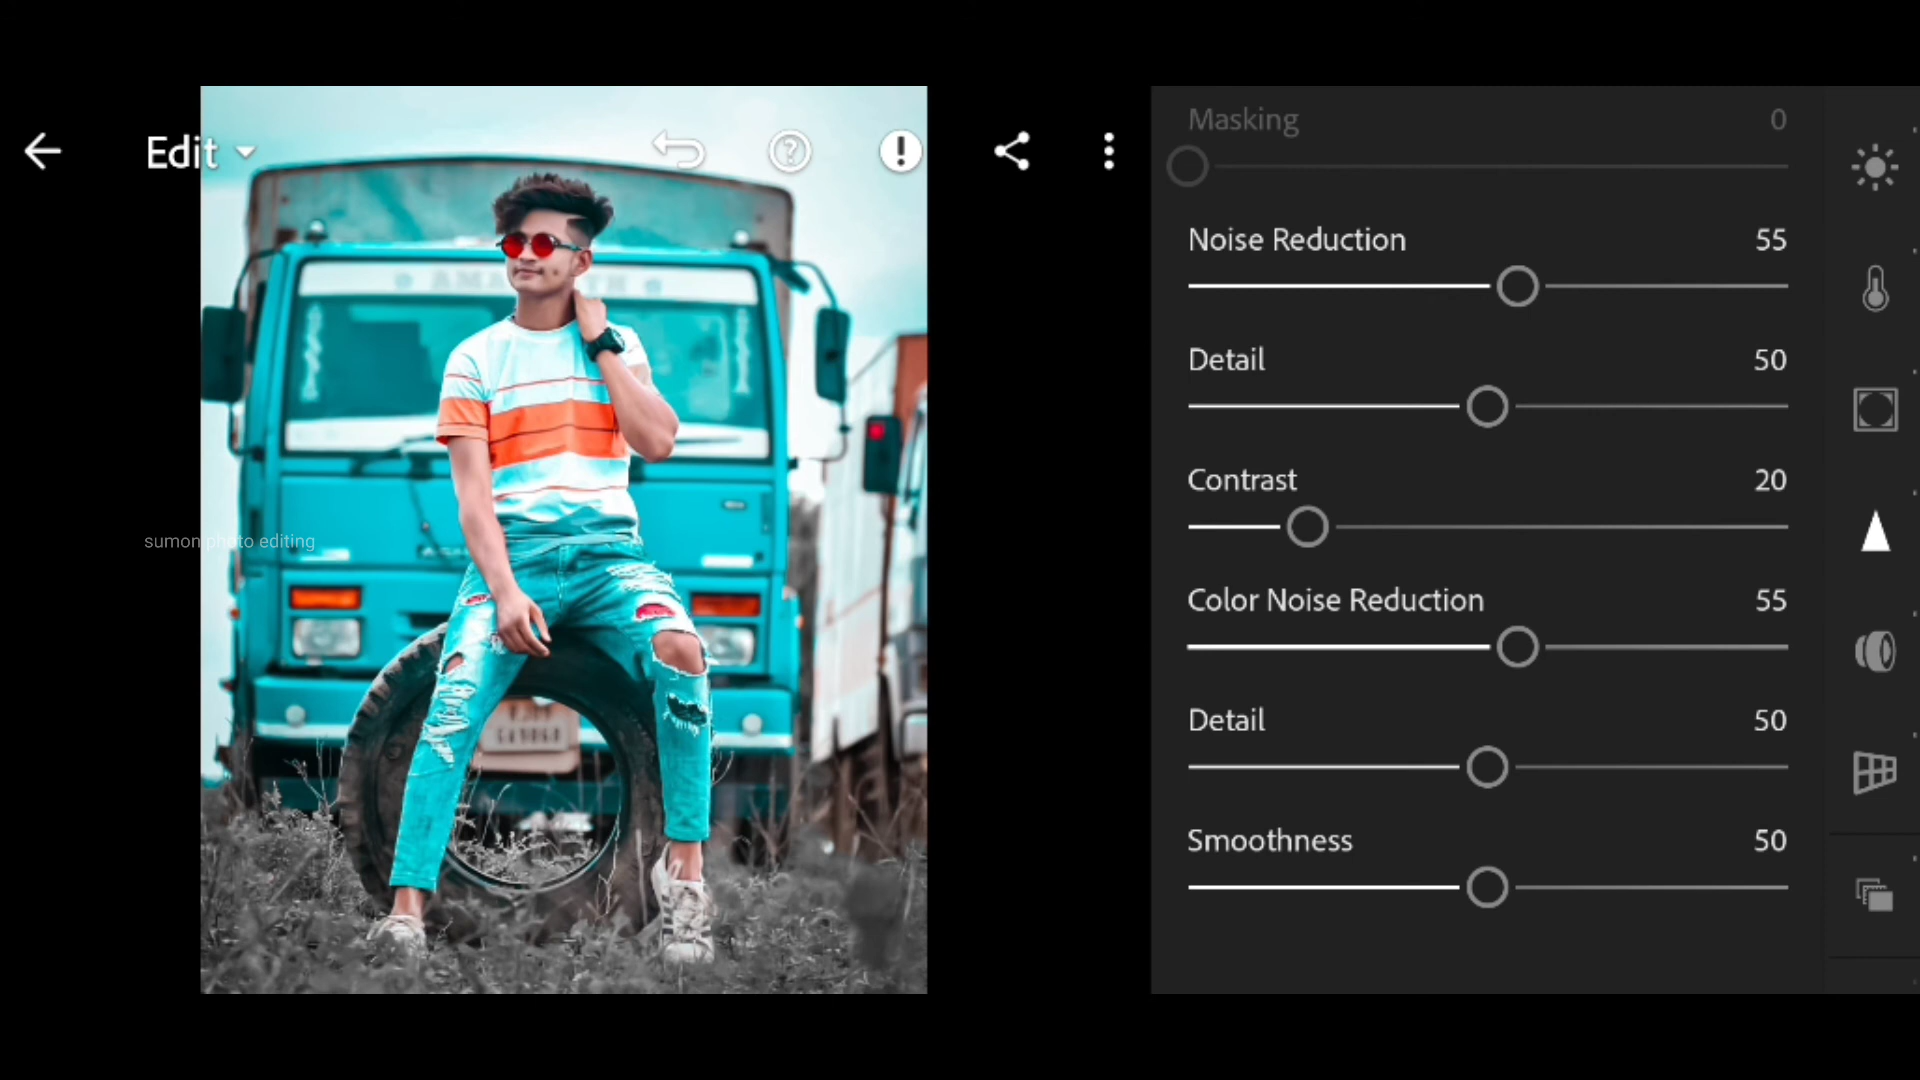 Edit
sumon photo editing
Masking 0
Noise Reduction 55
Detail 50
Contrast 20
Color Noise Reduction 55
Detail 50
Smoothness 50